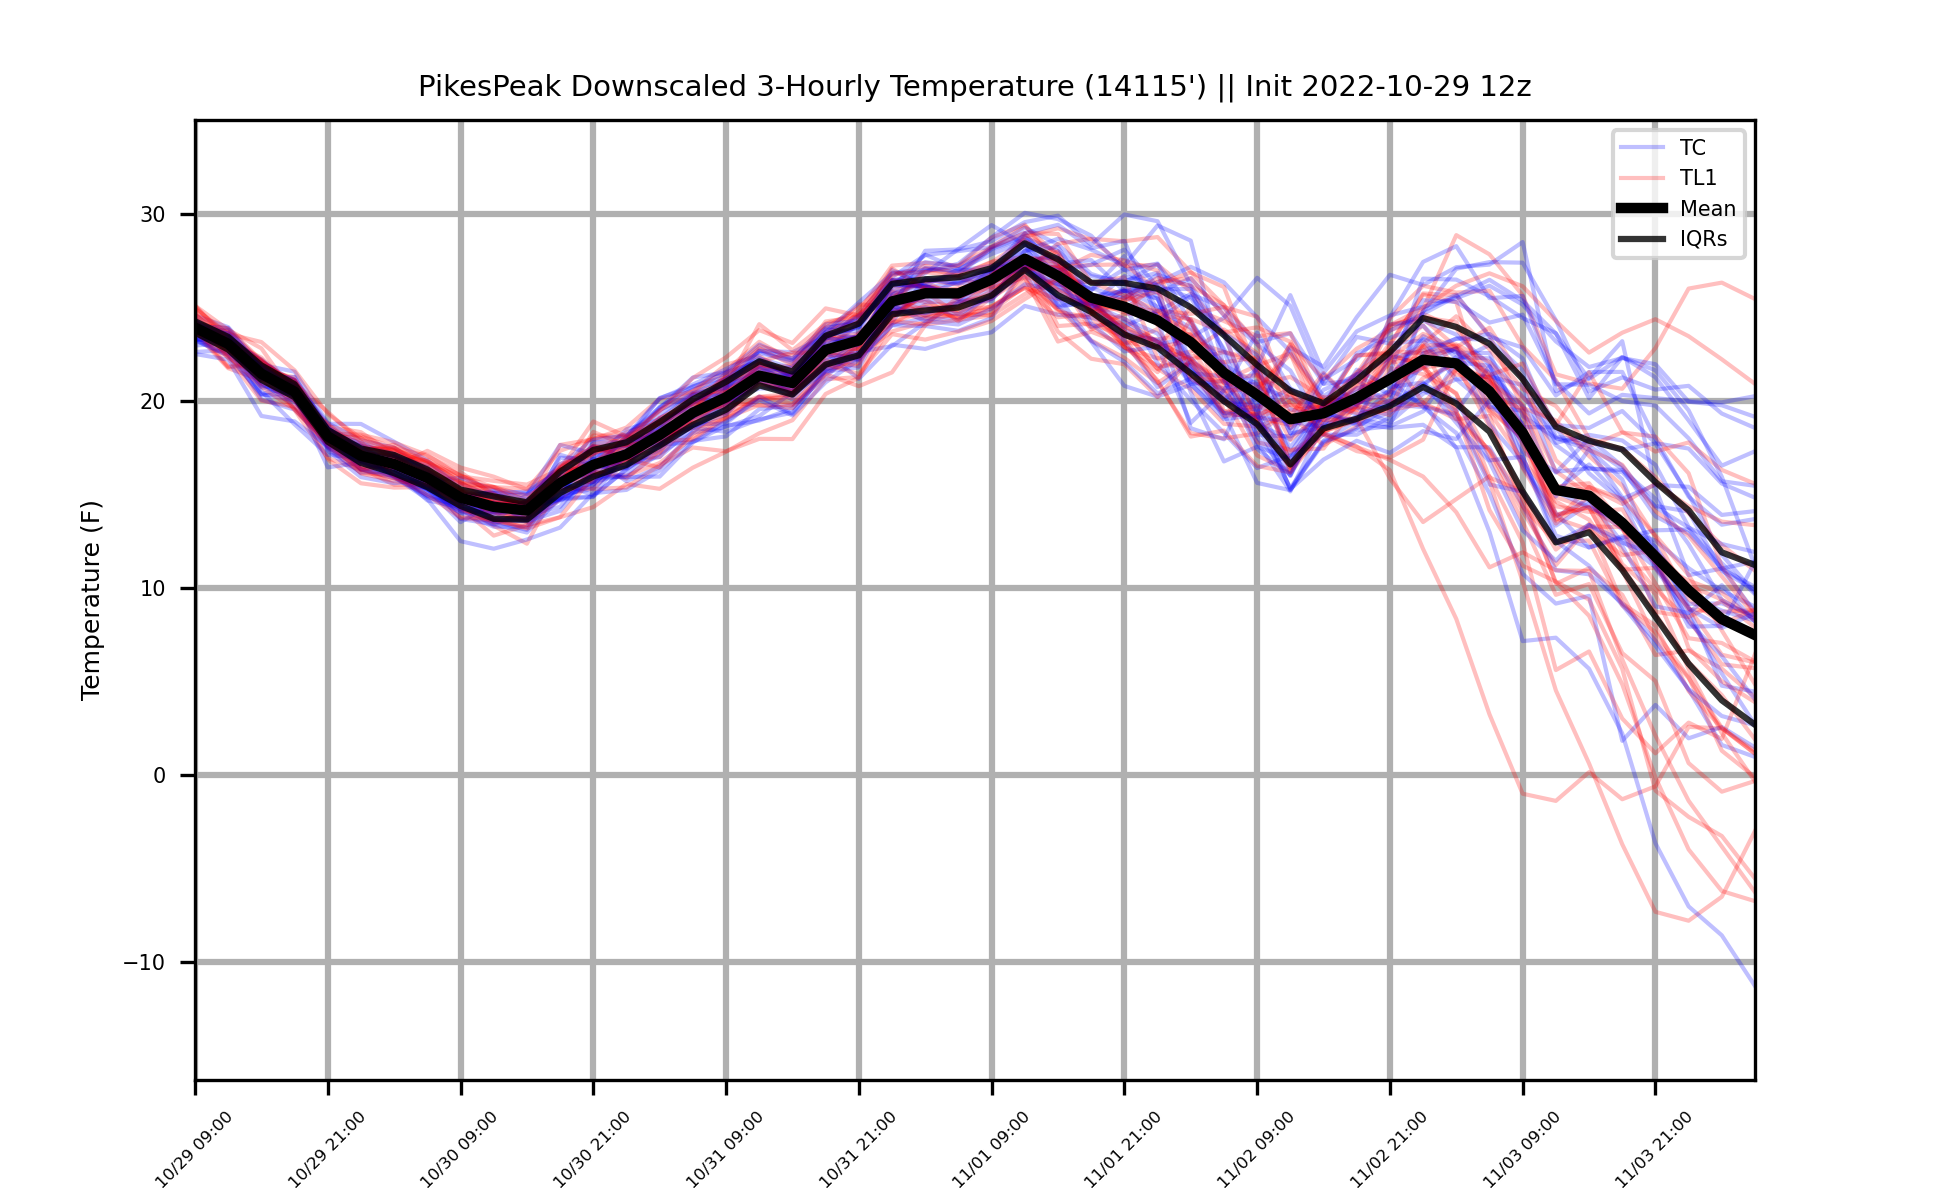 PikesPeak Downscaled 3-Hourly Temperature (14115') || Init 2022-10-29 12z
TC
TL1
Mean
IQRs
Temperature (F)
30
20
10
0
−10
10/29 09:00
10/29 21:00
10/30 09:00
10/30 21:00
10/31 09:00
10/31 21:00
11/01 09:00
11/01 21:00
11/02 09:00
11/02 21:00
11/03 09:00
11/03 21:00